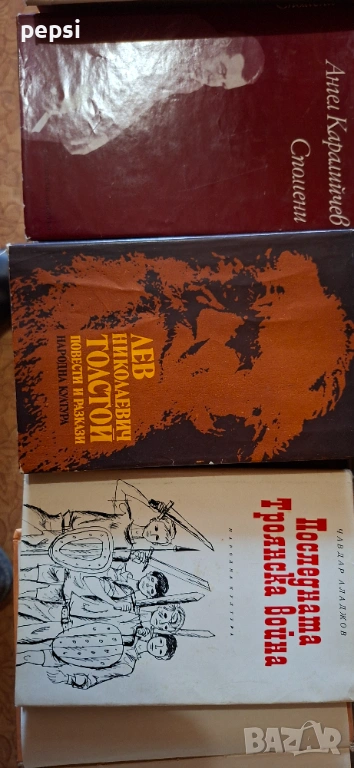 pepsi
Ангел Каралийчев
Спомени
ЛЕВ
НИКОЛАЕВИЧ
ТОЛСТОЙ
ПОВЕСТИ И РАЗКАЗИ
НАРОДНА КУЛТУРА
ЧАВДАР АЛАДЖОВ
Последната
Троянска война
НАРОДНА КУЛТУРА
BAZAR